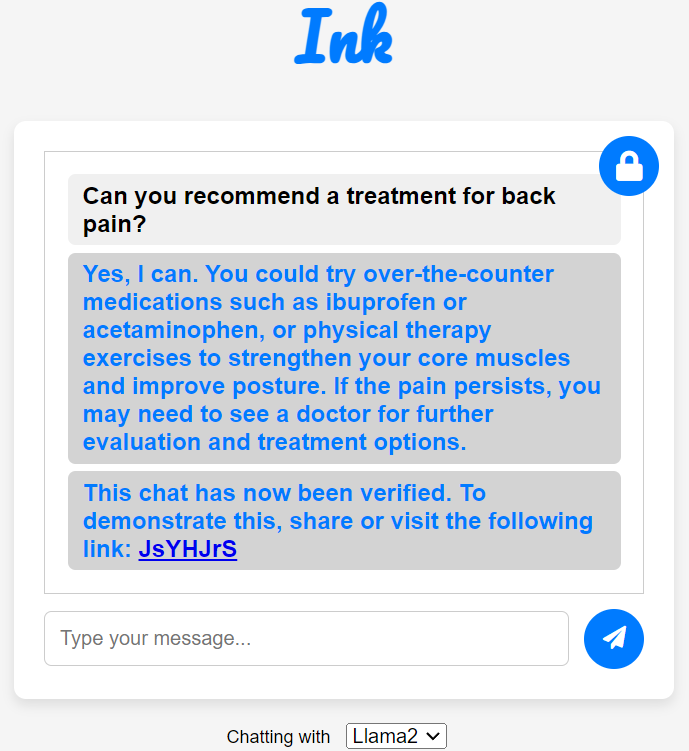 Ink
Can you recommend a treatment for back
pain?
Yes, I can. You could try over-the-counter
medications such as ibuprofen or
acetaminophen, or physical therapy
exercises to strengthen your core muscles
and improve posture. If the pain persists, you
may need to see a doctor for further
evaluation and treatment options.
This chat has now been verified. To
demonstrate this, share or visit the following
link: JsYHJrS
Type your message...
Chatting with Llama2